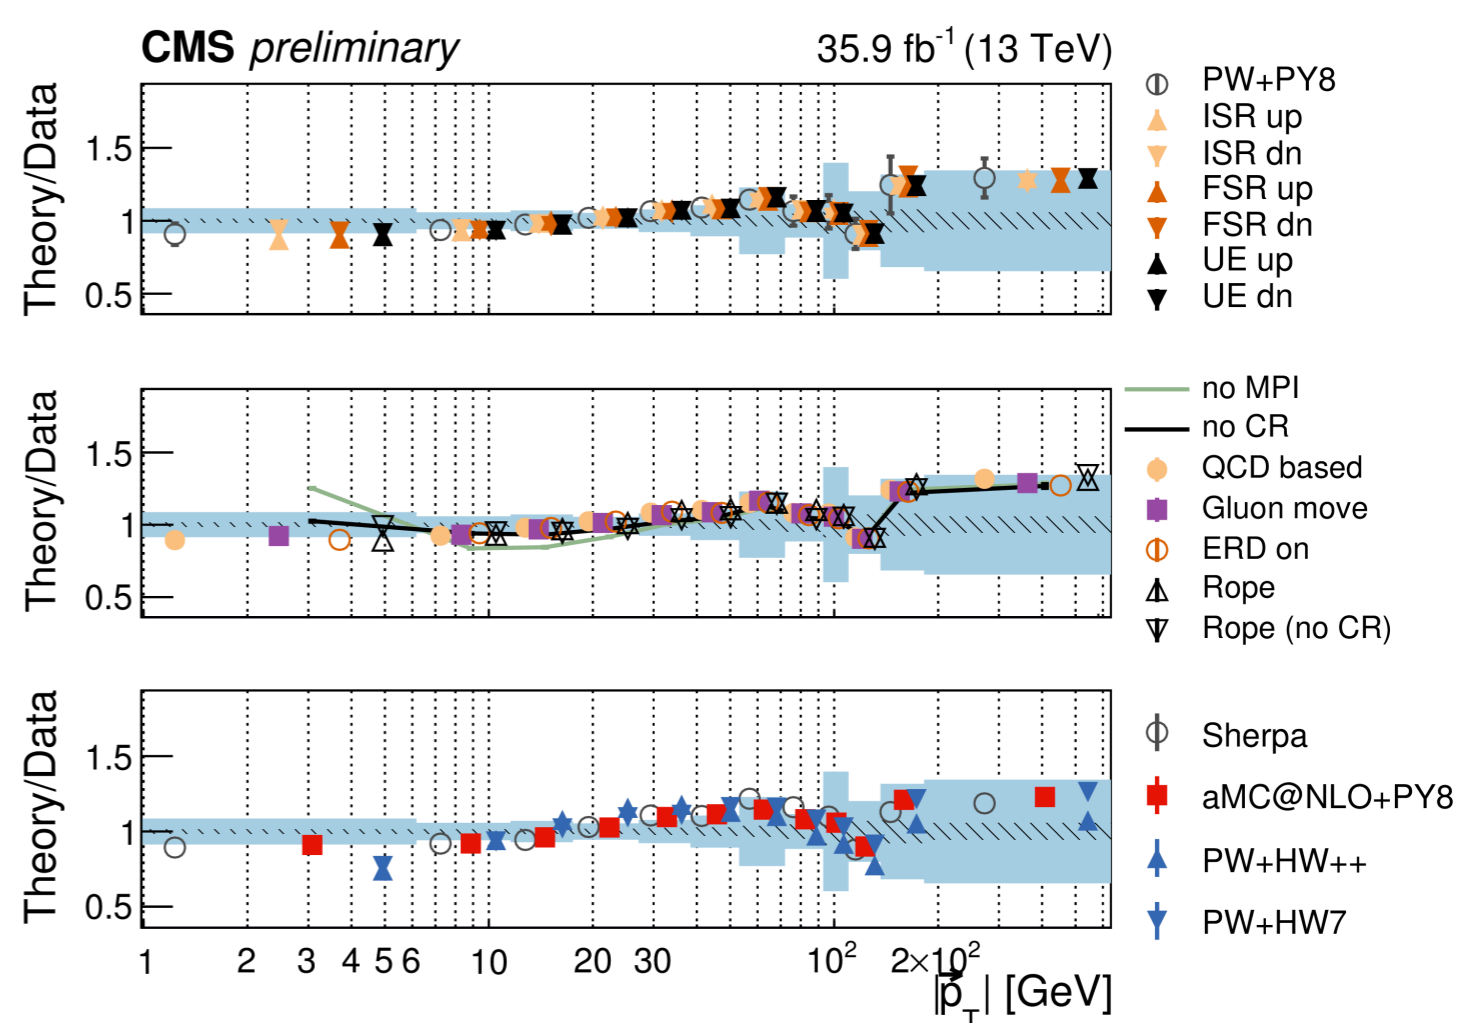 CMS preliminary 35.9 fb⁻¹ (13 TeV)
Theory/Data
1.5
1
0.5
PW+PY8
ISR up
ISR dn
FSR up
FSR dn
UE up
UE dn
Theory/Data
1.5
1
0.5
no MPI
no CR
QCD based
Gluon move
ERD on
Rope
Rope (no CR)
Theory/Data
1.5
1
0.5
Sherpa
aMC@NLO+PY8
PW+HW++
PW+HW7
1 2 3 4 5 6 10 20 30 10² 2×10²
|p⃗_T| [GeV]